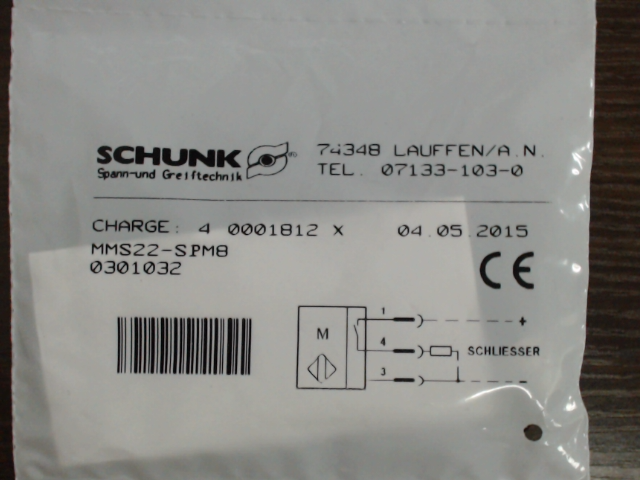 SCHUNK
Spann-und Greiftechnik
74348 LAUFFEN/A.N.
TEL. 07133-103-0
CHARGE: 4 0001812 X 04.05.2015
MMS22-SPM8
0301032
CE
M
1 +
4 SCHLIESSER
3 -